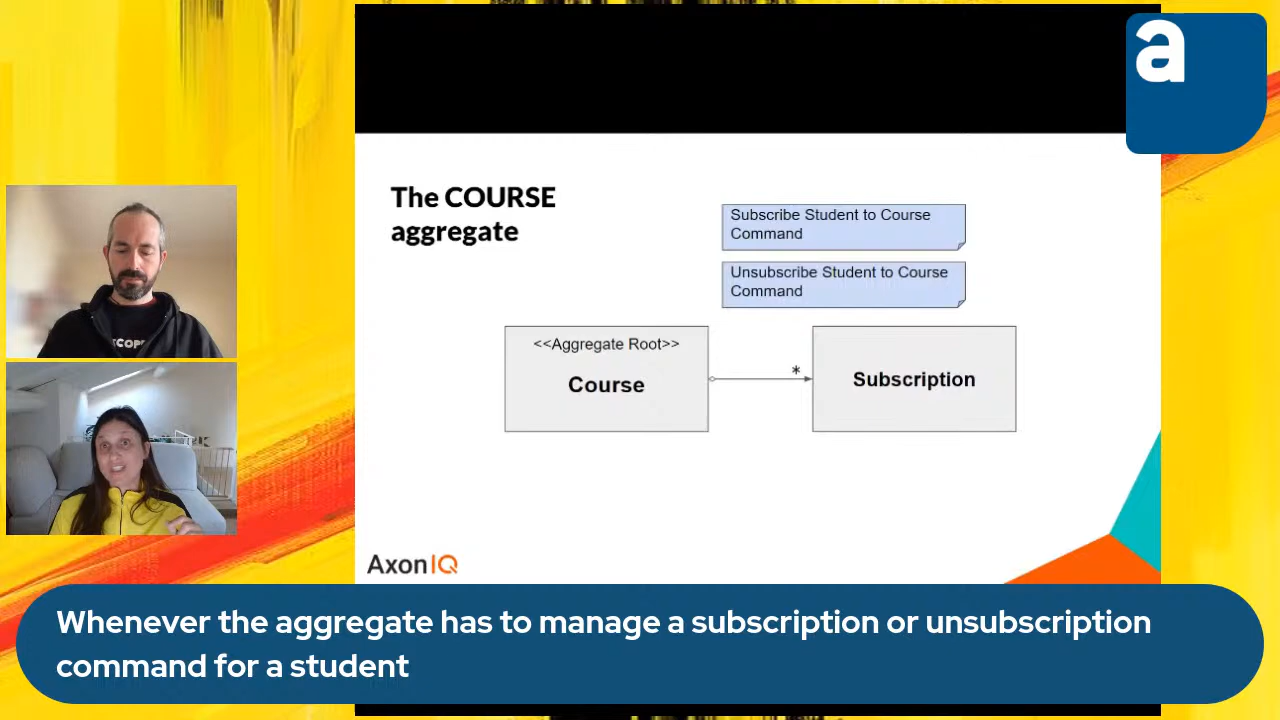 a
The COURSE
aggregate
Subscribe Student to Course
Command
Unsubscribe Student to Course
Command
<<Aggregate Root>>
Course
*
Subscription
AxonIQ
Whenever the aggregate has to manage a subscription or unsubscription
command for a student